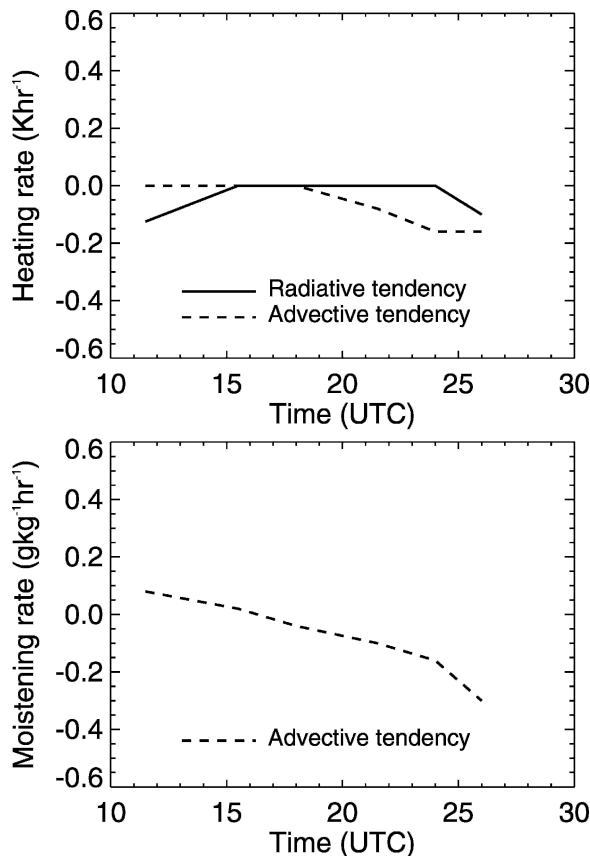 0.6
0.4
0.2
0.0
-0.2
-0.4
-0.6
Heating rate (Khr⁻¹)
Radiative tendency
Advective tendency
10 15 20 25 30
Time (UTC)
0.6
0.4
0.2
0.0
-0.2
-0.4
-0.6
Moistening rate (gkg⁻¹hr⁻¹)
Advective tendency
10 15 20 25 30
Time (UTC)